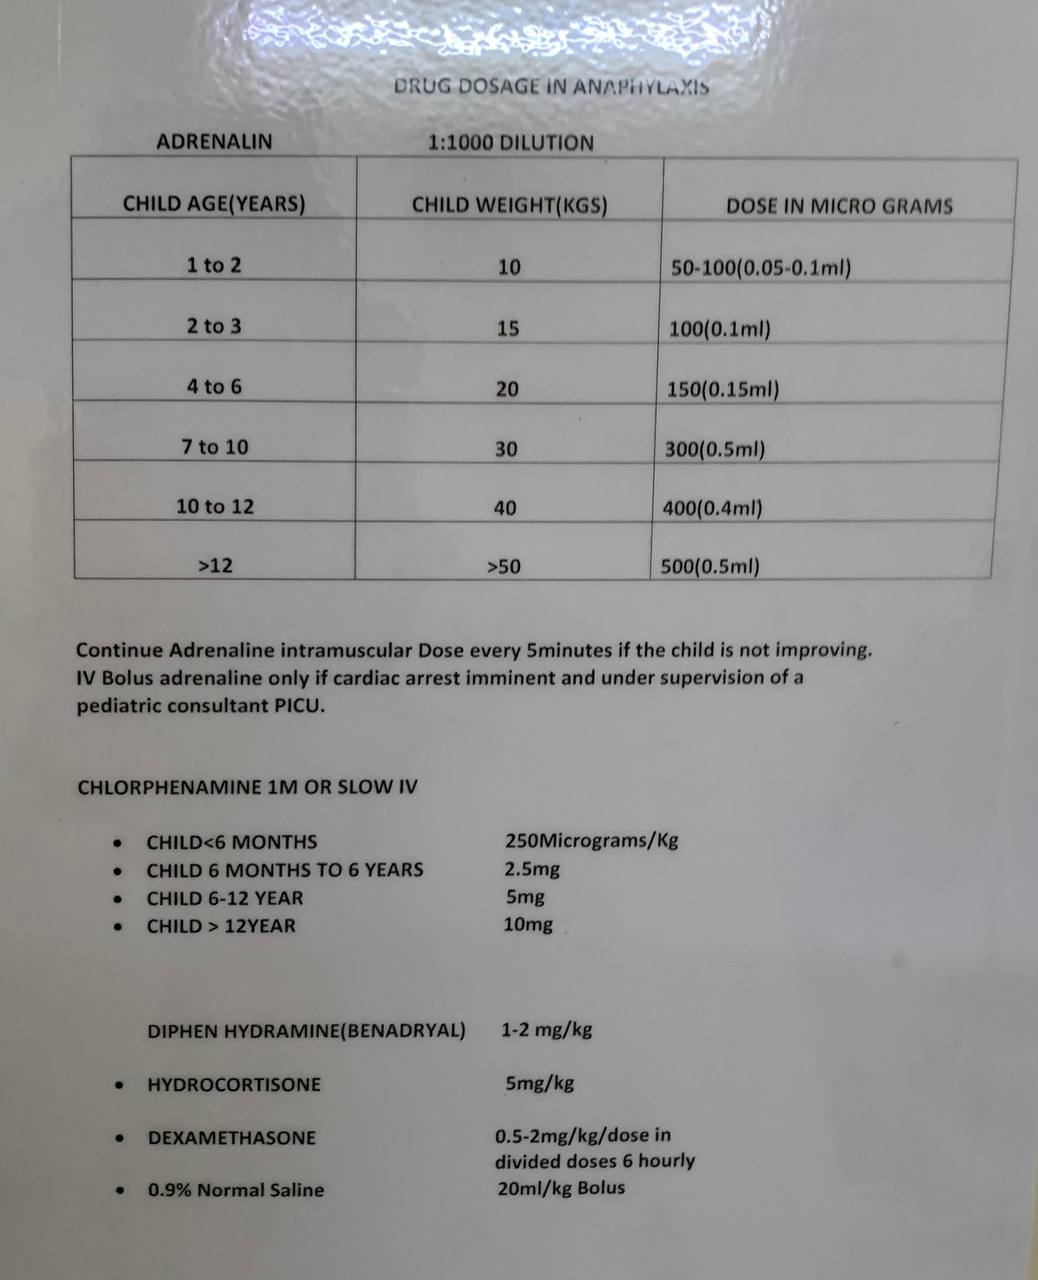 DRUG DOSAGE IN ANAPHYLAXIS
ADRENALIN 1:1000 DILUTION
CHILD AGE(YEARS) CHILD WEIGHT(KGS) DOSE IN MICRO GRAMS
1 to 2 10 50-100(0.05-0.1ml)
2 to 3 15 100(0.1ml)
4 to 6 20 150(0.15ml)
7 to 10 30 300(0.5ml)
10 to 12 40 400(0.4ml)
>12 >50 500(0.5ml)
Continue Adrenaline intramuscular Dose every 5minutes if the child is not improving.
IV Bolus adrenaline only if cardiac arrest imminent and under supervision of a
pediatric consultant PICU.
CHLORPHENAMINE 1M OR SLOW IV
• CHILD<6 MONTHS 250Micrograms/Kg
• CHILD 6 MONTHS TO 6 YEARS 2.5mg
• CHILD 6-12 YEAR 5mg
• CHILD > 12YEAR 10mg
DIPHEN HYDRAMINE(BENADRYAL) 1-2 mg/kg
• HYDROCORTISONE 5mg/kg
• DEXAMETHASONE 0.5-2mg/kg/dose in
divided doses 6 hourly
• 0.9% Normal Saline 20ml/kg Bolus